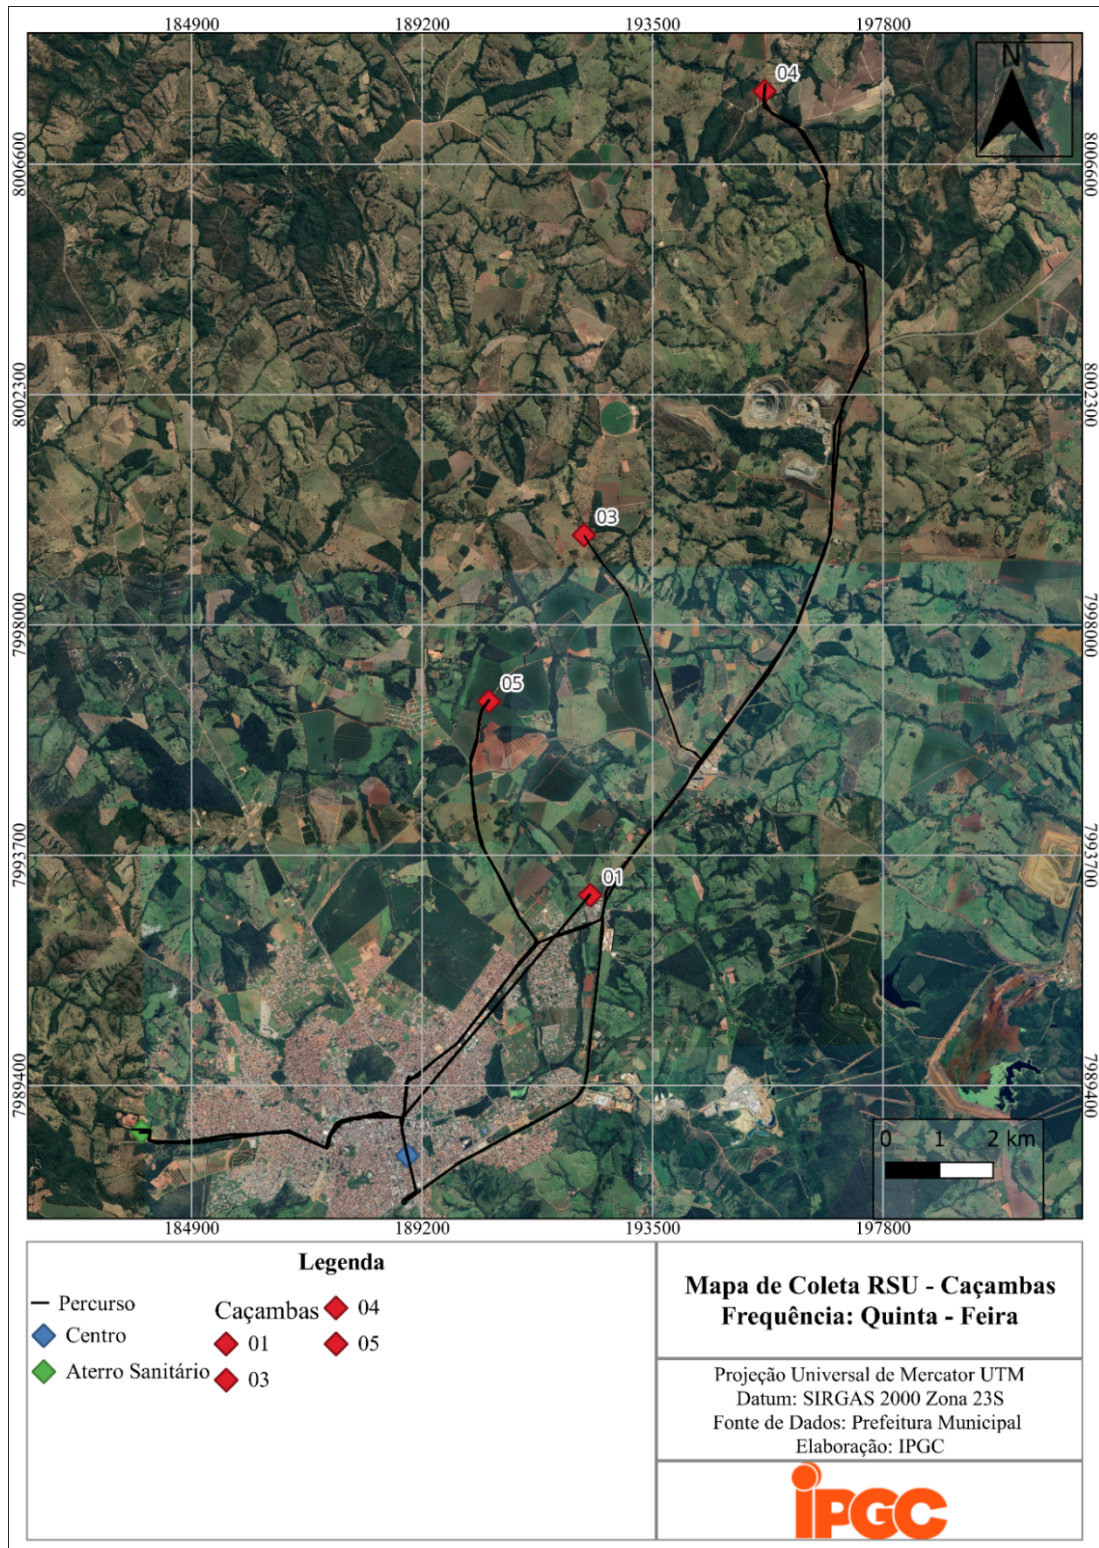 184900 189200 193500 197800
N
04
8006600 8006600
8002300 8002300
03
7998000 7998000
05
7993700 7993700
01
7989400 7989400
0 1 2 km
184900 189200 193500 197800
Legenda
Percurso
Centro
Aterro Sanitário
Caçambas
01
03
04
05
Mapa de Coleta RSU - Caçambas
Frequência: Quinta - Feira
Projeção Universal de Mercator UTM
Datum: SIRGAS 2000 Zona 23S
Fonte de Dados: Prefeitura Municipal
Elaboração: IPGC
iPGC